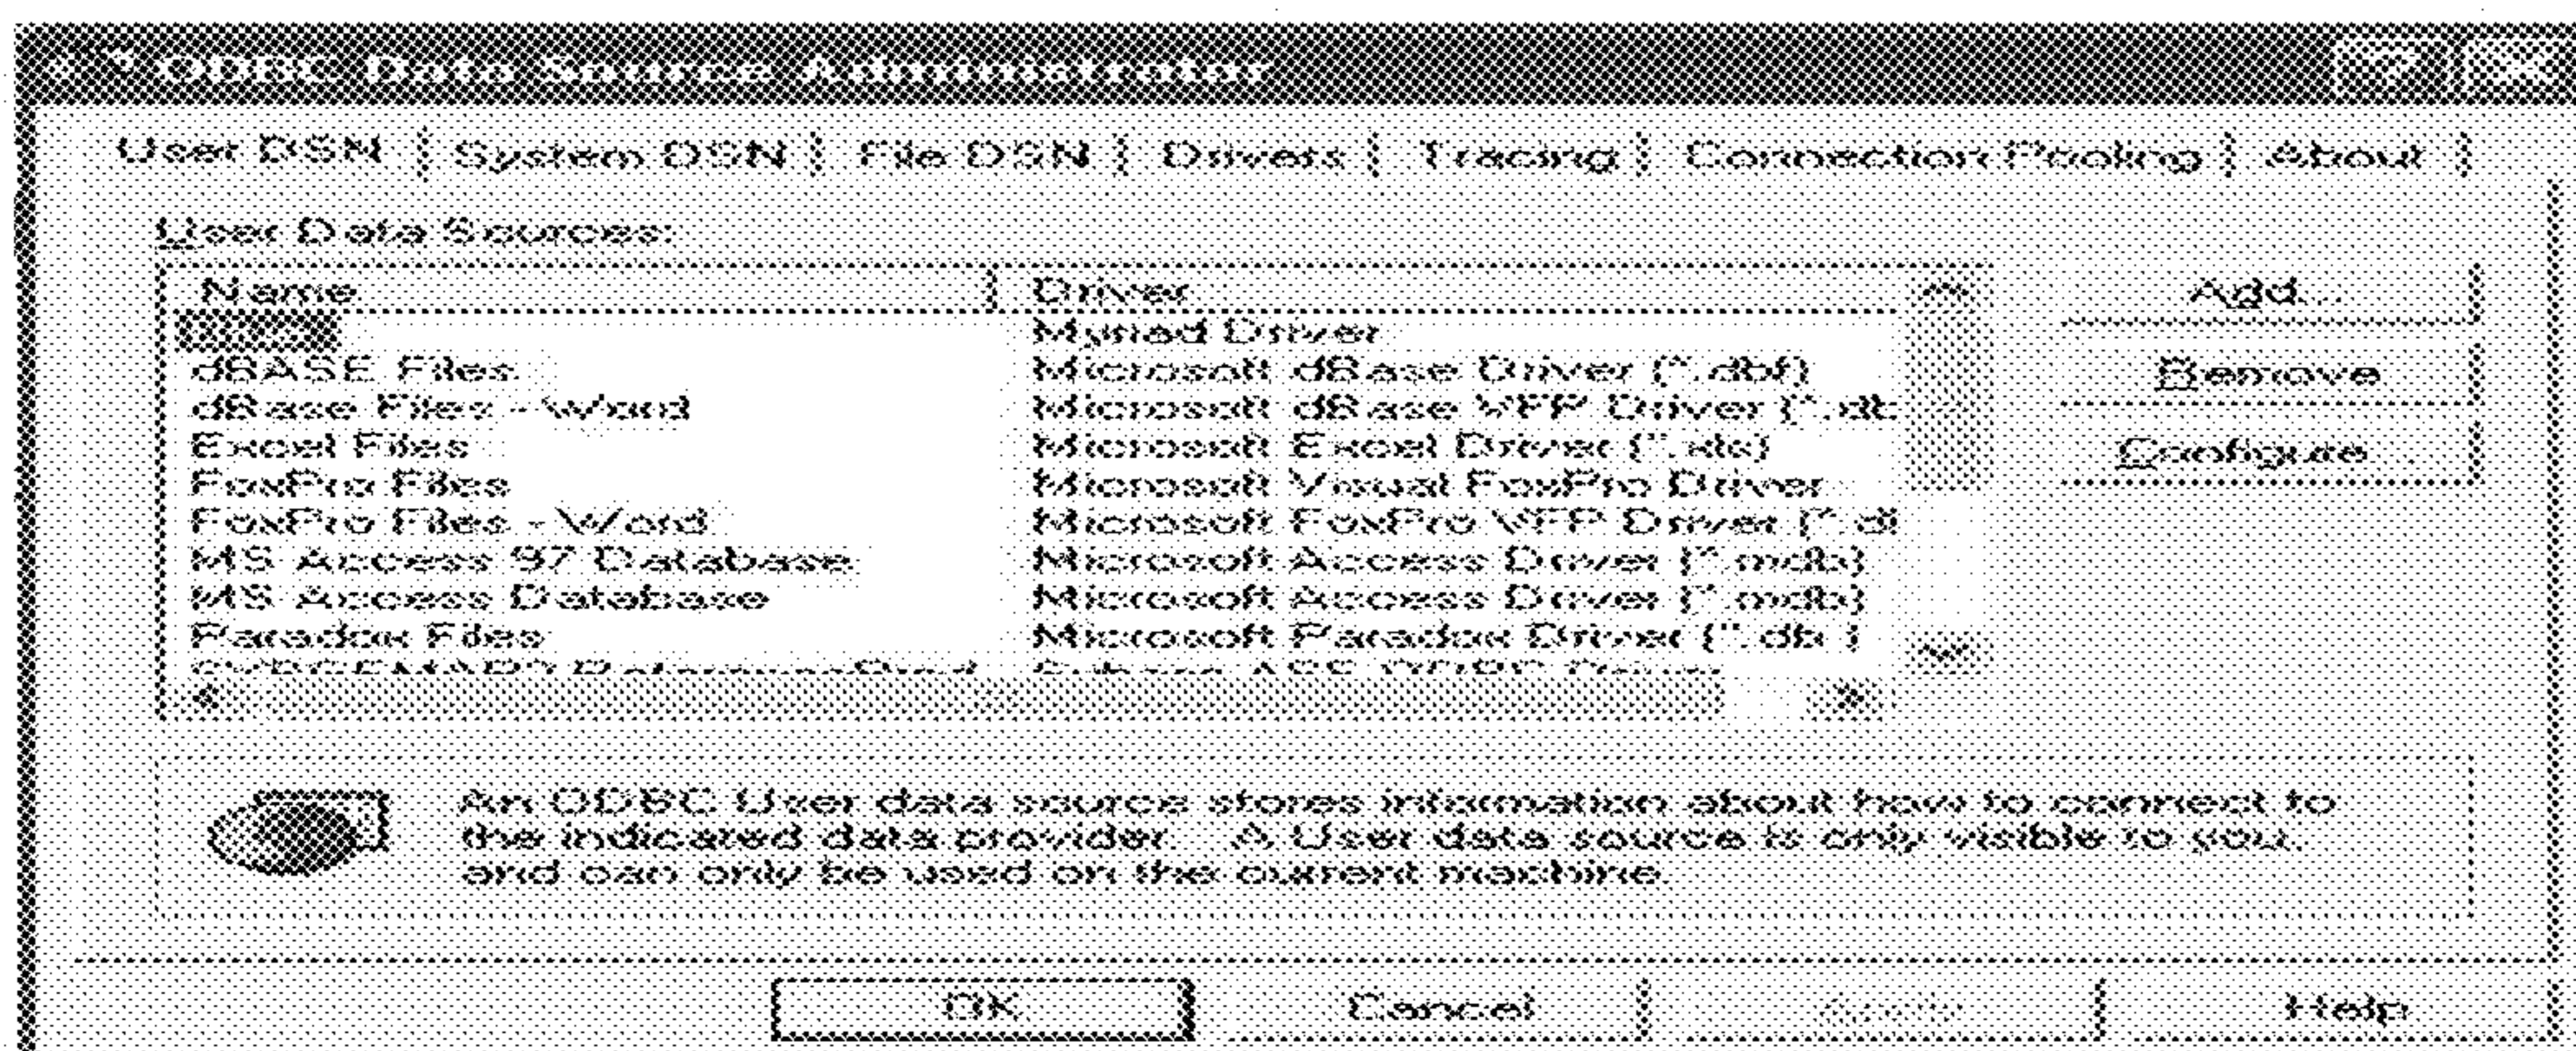 ODBC Data Source Administrator
User DSN System DSN File DSN Drivers Tracing Connection Pooling About
User Data Sources:
Name Driver Add...
Myriad Driver
dBASE Files Microsoft dBase Driver (*.dbf) Remove
dBase Files - Word Microsoft dBase VFP Driver (*.db
Excel Files Microsoft Excel Driver (*.xls) Configure...
FoxPro Files Microsoft Visual FoxPro Driver
FoxPro Files - Word Microsoft FoxPro VFP Driver (*.d
MS Access 97 Database Microsoft Access Driver (*.mdb)
MS Access Database Microsoft Access Driver (*.mdb)
Paradox Files Microsoft Paradox Driver (*.db )
Sybase ASE ODBC Driver
An ODBC User data source stores information about how to connect to
the indicated data provider. A User data source is only visible to you,
and can only be used on the current machine.
OK Cancel Apply Help